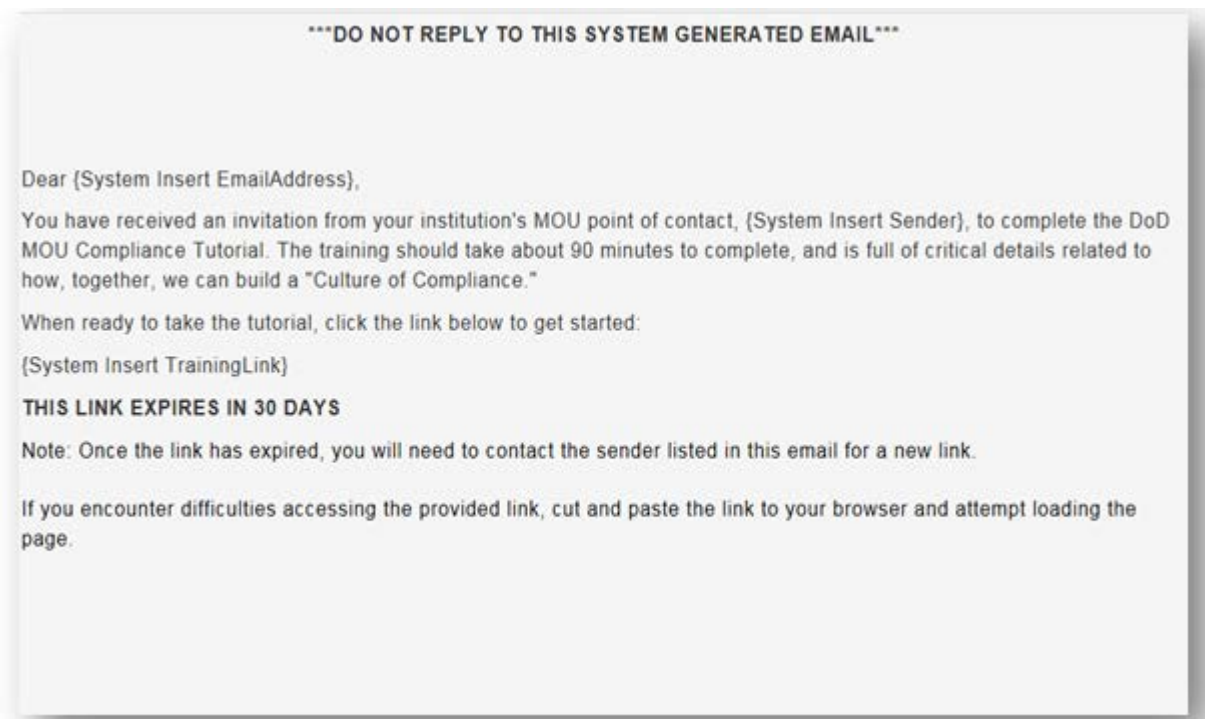 ***DO NOT REPLY TO THIS SYSTEM GENERATED EMAIL***
Dear {System Insert EmailAddress},
You have received an invitation from your institution's MOU point of contact, {System Insert Sender}, to complete the DoD
MOU Compliance Tutorial. The training should take about 90 minutes to complete, and is full of critical details related to
how, together, we can build a "Culture of Compliance."
When ready to take the tutorial, click the link below to get started:
{System Insert TrainingLink}
THIS LINK EXPIRES IN 30 DAYS
Note: Once the link has expired, you will need to contact the sender listed in this email for a new link.
If you encounter difficulties accessing the provided link, cut and paste the link to your browser and attempt loading the
page.